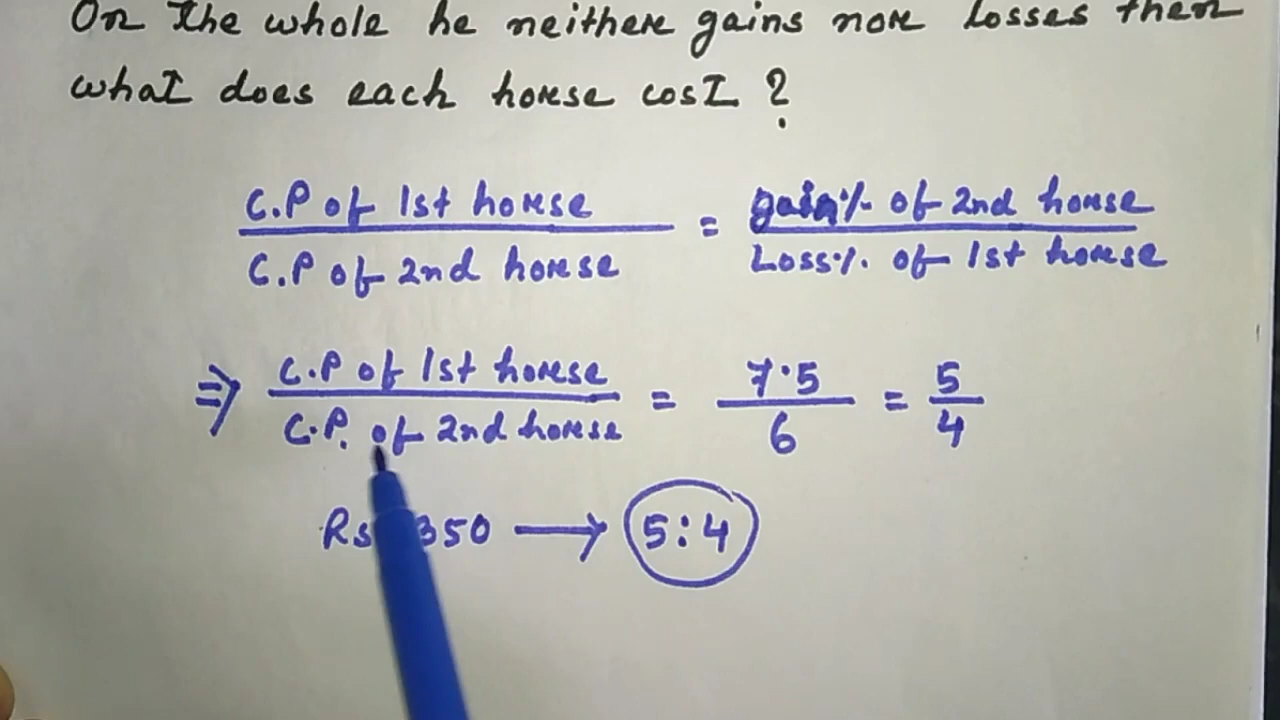 On the whole he neither gains nor losses then
what does each horse cost ?
C.P of 1st horse / C.P of 2nd horse = gain% of 2nd horse / Loss%. of 1st horse
⇒ C.P of 1st horse / C.P. of 2nd horse = 7.5 / 6 = 5 / 4
Rs 350 → 5:4